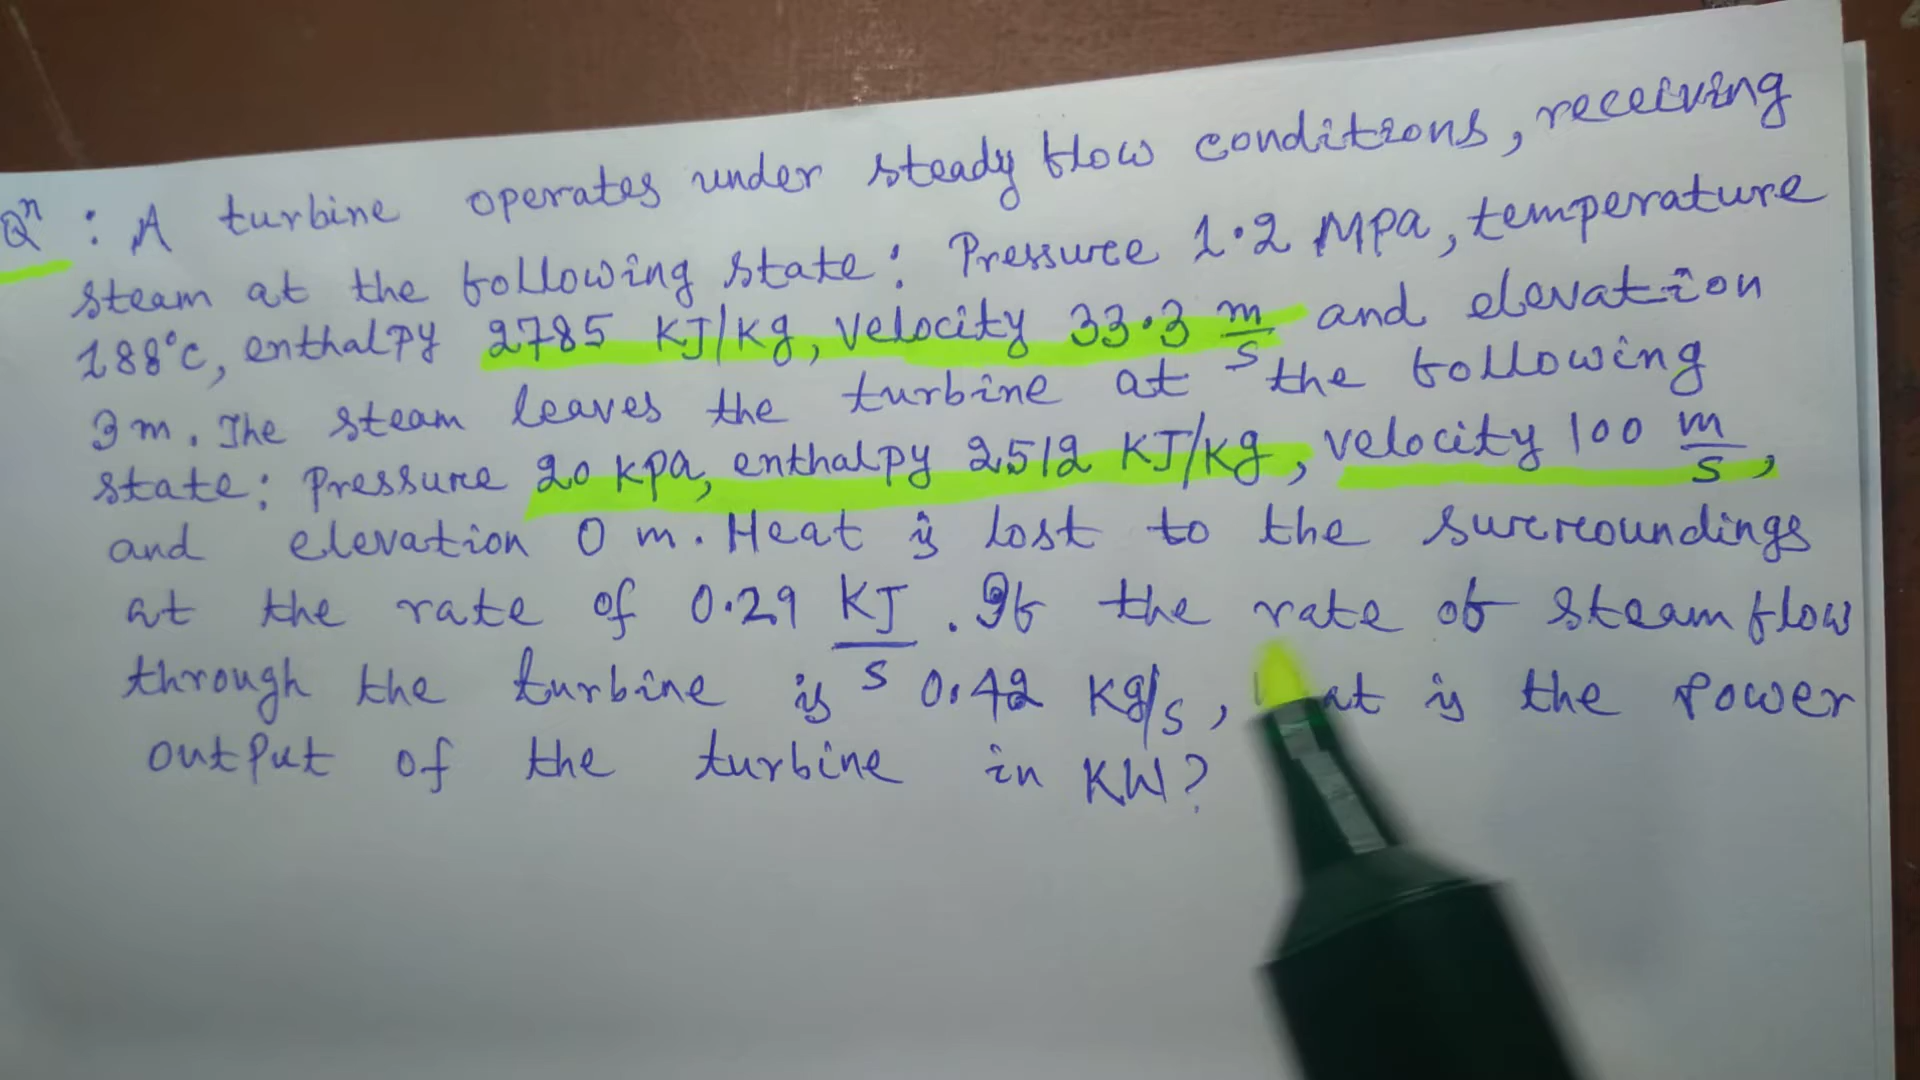 Qn : A turbine operates under steady flow conditions, receiving
steam at the following state: Pressure 1.2 MPa, temperature
188°C, enthalpy 2785 KJ/Kg, velocity 33.3 m/s and elevation
3m. The steam leaves the turbine at the following
state: Pressure 20 kpa, enthalpy 2512 KJ/kg, velocity 100 m/s,
and elevation 0 m. Heat is lost to the surroundings
at the rate of 0.29 KJ/s. If the rate of steam flow
through the turbine is 0.42 Kg/s, is the Power
output of the turbine in KW?